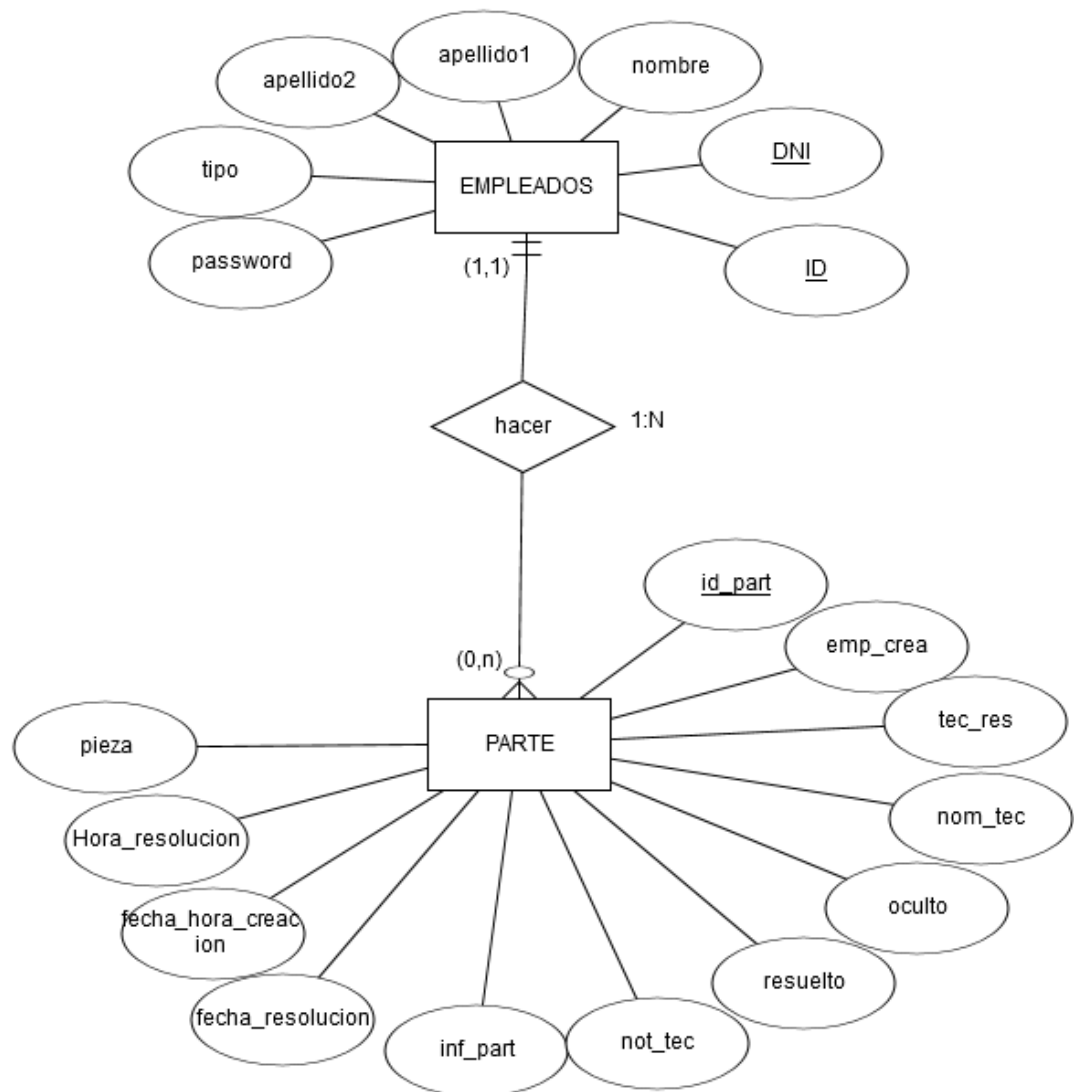 apellido1
nombre
apellido2
DNI
tipo
EMPLEADOS
password
ID
(1,1)
hacer
1:N
id_part
emp_crea
(0,n)
tec_res
pieza
PARTE
nom_tec
Hora_resolucion
oculto
fecha_hora_creac
ion
resuelto
fecha_resolucion
inf_part
not_tec